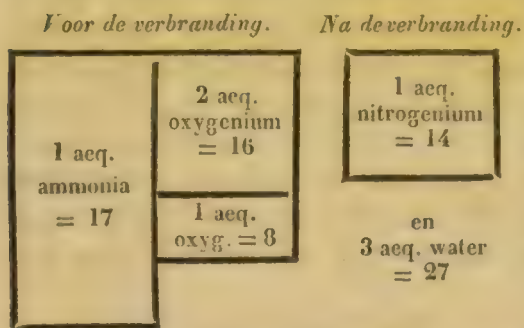 Voor de verbranding.
Na de verbranding.
1 aeq.
ammonia
= 17
2 aeq.
oxygenium
= 16
1 aeq.
oxyg. = 8
1 aeq.
nitrogenium
= 14
en
3 aeq. water
= 27